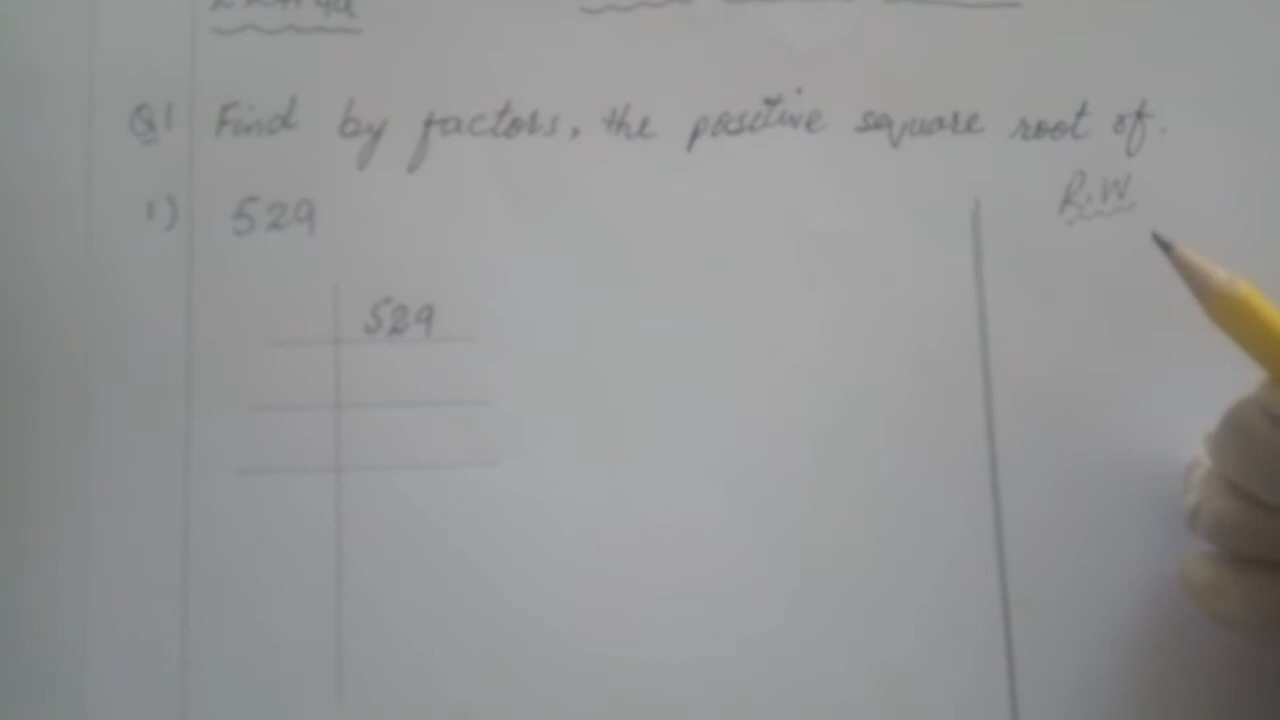 Q1 Find by factors, the positive square root of.
1) 529
R.W
529